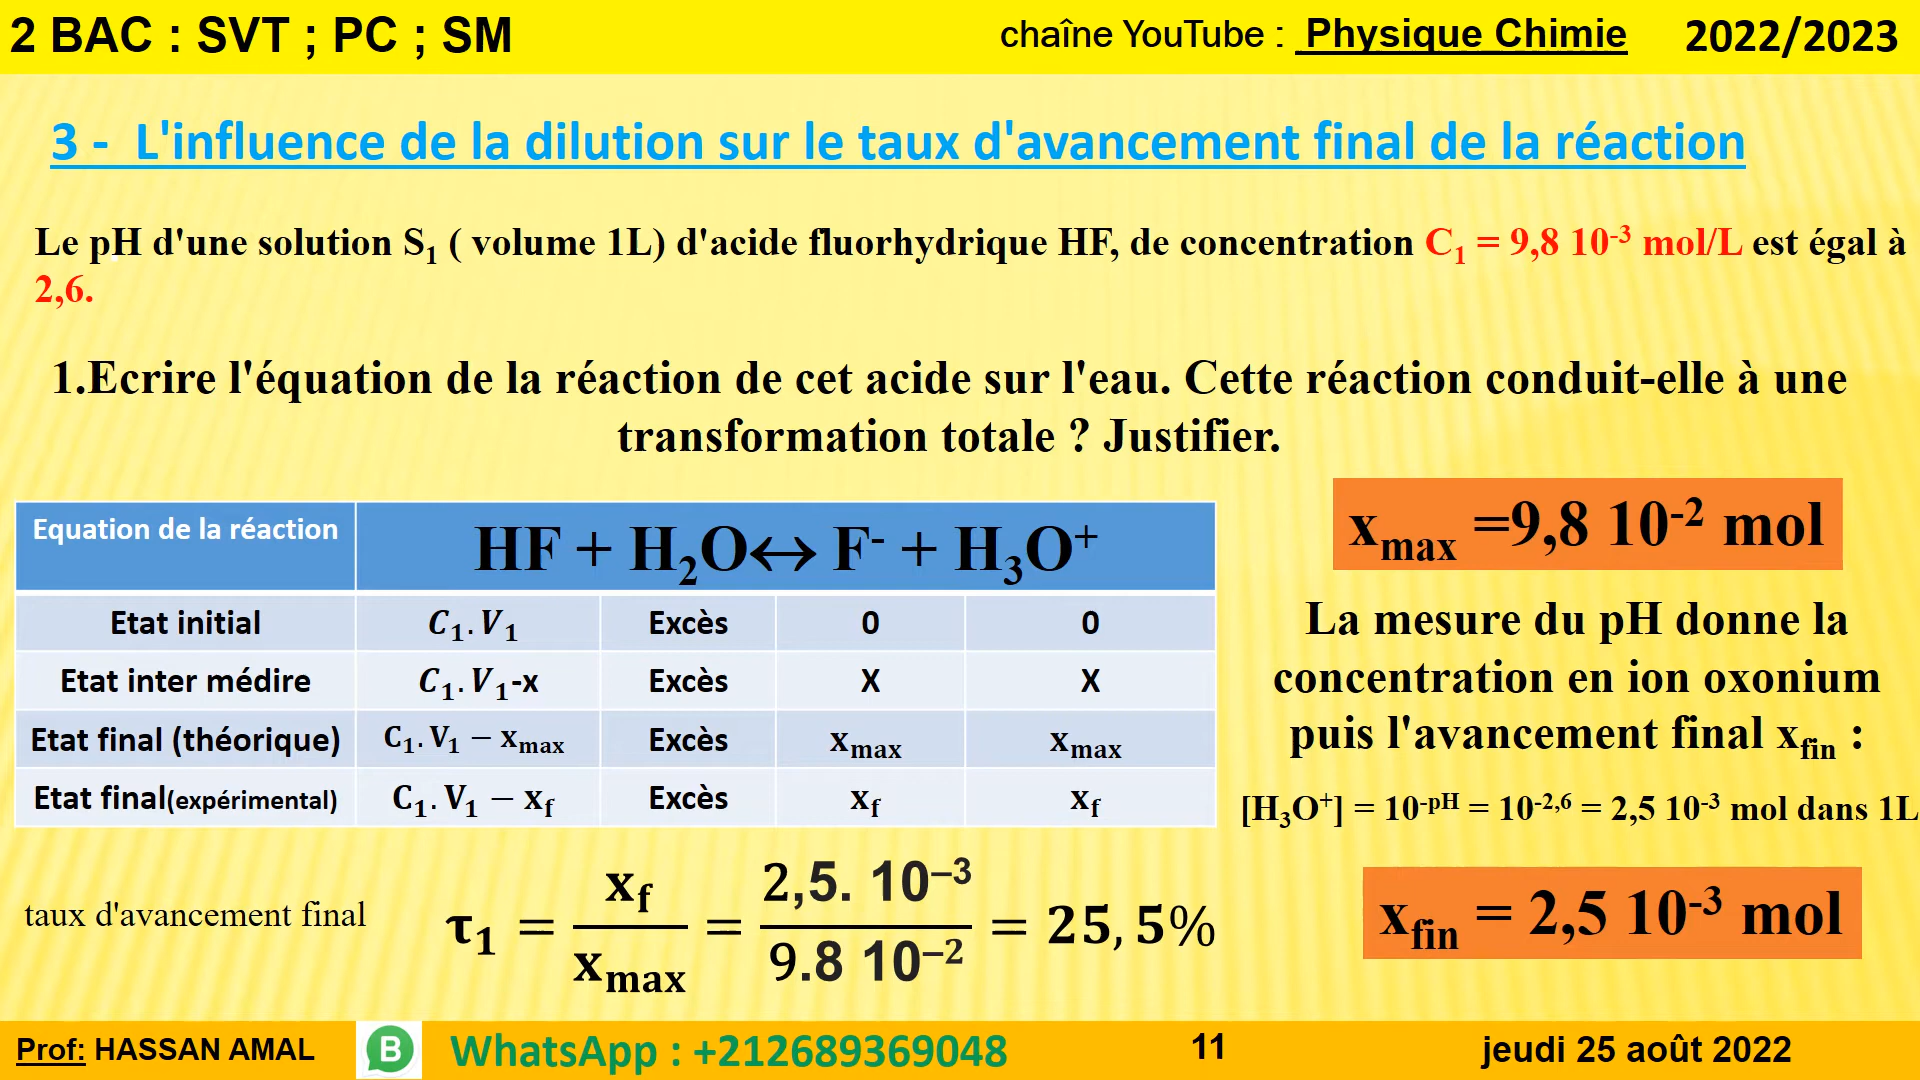 2 BAC : SVT ; PC ; SM
chaîne YouTube : Physique Chimie 2022/2023
3 - L'influence de la dilution sur le taux d'avancement final de la réaction
Le pH d'une solution S₁ ( volume 1L) d'acide fluorhydrique HF, de concentration C₁ = 9,8 10⁻³ mol/L est égal à
2,6.
1.Ecrire l'équation de la réaction de cet acide sur l'eau. Cette réaction conduit-elle à une
transformation totale ? Justifier.
Equation de la réaction HF + H₂O↔ F⁻ + H₃O⁺
Etat initial C₁.V₁ Excès 0 0
Etat inter médire C₁.V₁-x Excès X X
Etat final (théorique) C₁.V₁ − xₘₐₓ Excès xₘₐₓ xₘₐₓ
Etat final(expérimental) C₁.V₁ − x_f Excès x_f x_f
xₘₐₓ =9,8 10⁻² mol
La mesure du pH donne la
concentration en ion oxonium
puis l'avancement final x_fin :
[H₃O⁺] = 10^-pH = 10^-2,6 = 2,5 10⁻³ mol dans 1L
x_fin = 2,5 10⁻³ mol
taux d'avancement final τ₁ = x_f / xₘₐₓ = 2,5. 10⁻³ / 9.8 10⁻² = 25,5%
Prof: HASSAN AMAL B WhatsApp : +212689369048 11 jeudi 25 août 2022